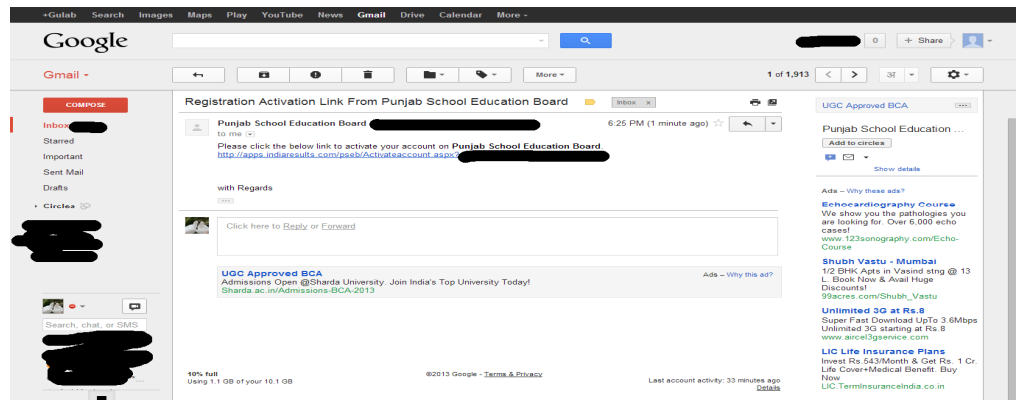 +Gulab Search Images Maps Play YouTube News Gmail Drive Calendar More
Google
0 + Share
Gmail
More
1 of 1,913
अ
COMPOSE
Inbox
Starred
Important
Sent Mail
Drafts
Circles
Search, chat, or SMS
Registration Activation Link From Punjab School Education Board Inbox x
Punjab School Education Board 6:25 PM (1 minute ago)
to me
Please click the below link to activate your account on Punjab School Education Board.
http://apps.indiaresults.com/pseb/Activateaccount.aspx?
with Regards
Click here to Reply or Forward
UGC Approved BCA Ads – Why this ad?
Admissions Open @Sharda University. Join India's Top University Today!
Sharda.ac.in/Admissions-BCA-2013
10% full
Using 1.1 GB of your 10.1 GB
©2013 Google - Terms & Privacy
Last account activity: 33 minutes ago
Details
UGC Approved BCA
Punjab School Education ...
Add to circles
Show details
Ads – Why these ads?
Echocardiography Course
We show you the pathologies you
are looking for. Over 6,000 echo
cases!
www.123sonography.com/Echo-
Course
Shubh Vastu - Mumbai
1/2 BHK Apts in Vasind stng @ 13
L. Book Now & Avail Huge
Discounts!
99acres.com/Shubh_Vastu
Unlimited 3G at Rs.8
Super Fast Download UpTo 3.6Mbps
Unlimited 3G starting at Rs.8
www.aircel3gservice.com
LIC Life Insurance Plans
Invest Rs.543/Month & Get Rs. 1 Cr.
Life Cover+Medical Benefit. Buy
Now
LIC.TermInsuranceIndia.co.in